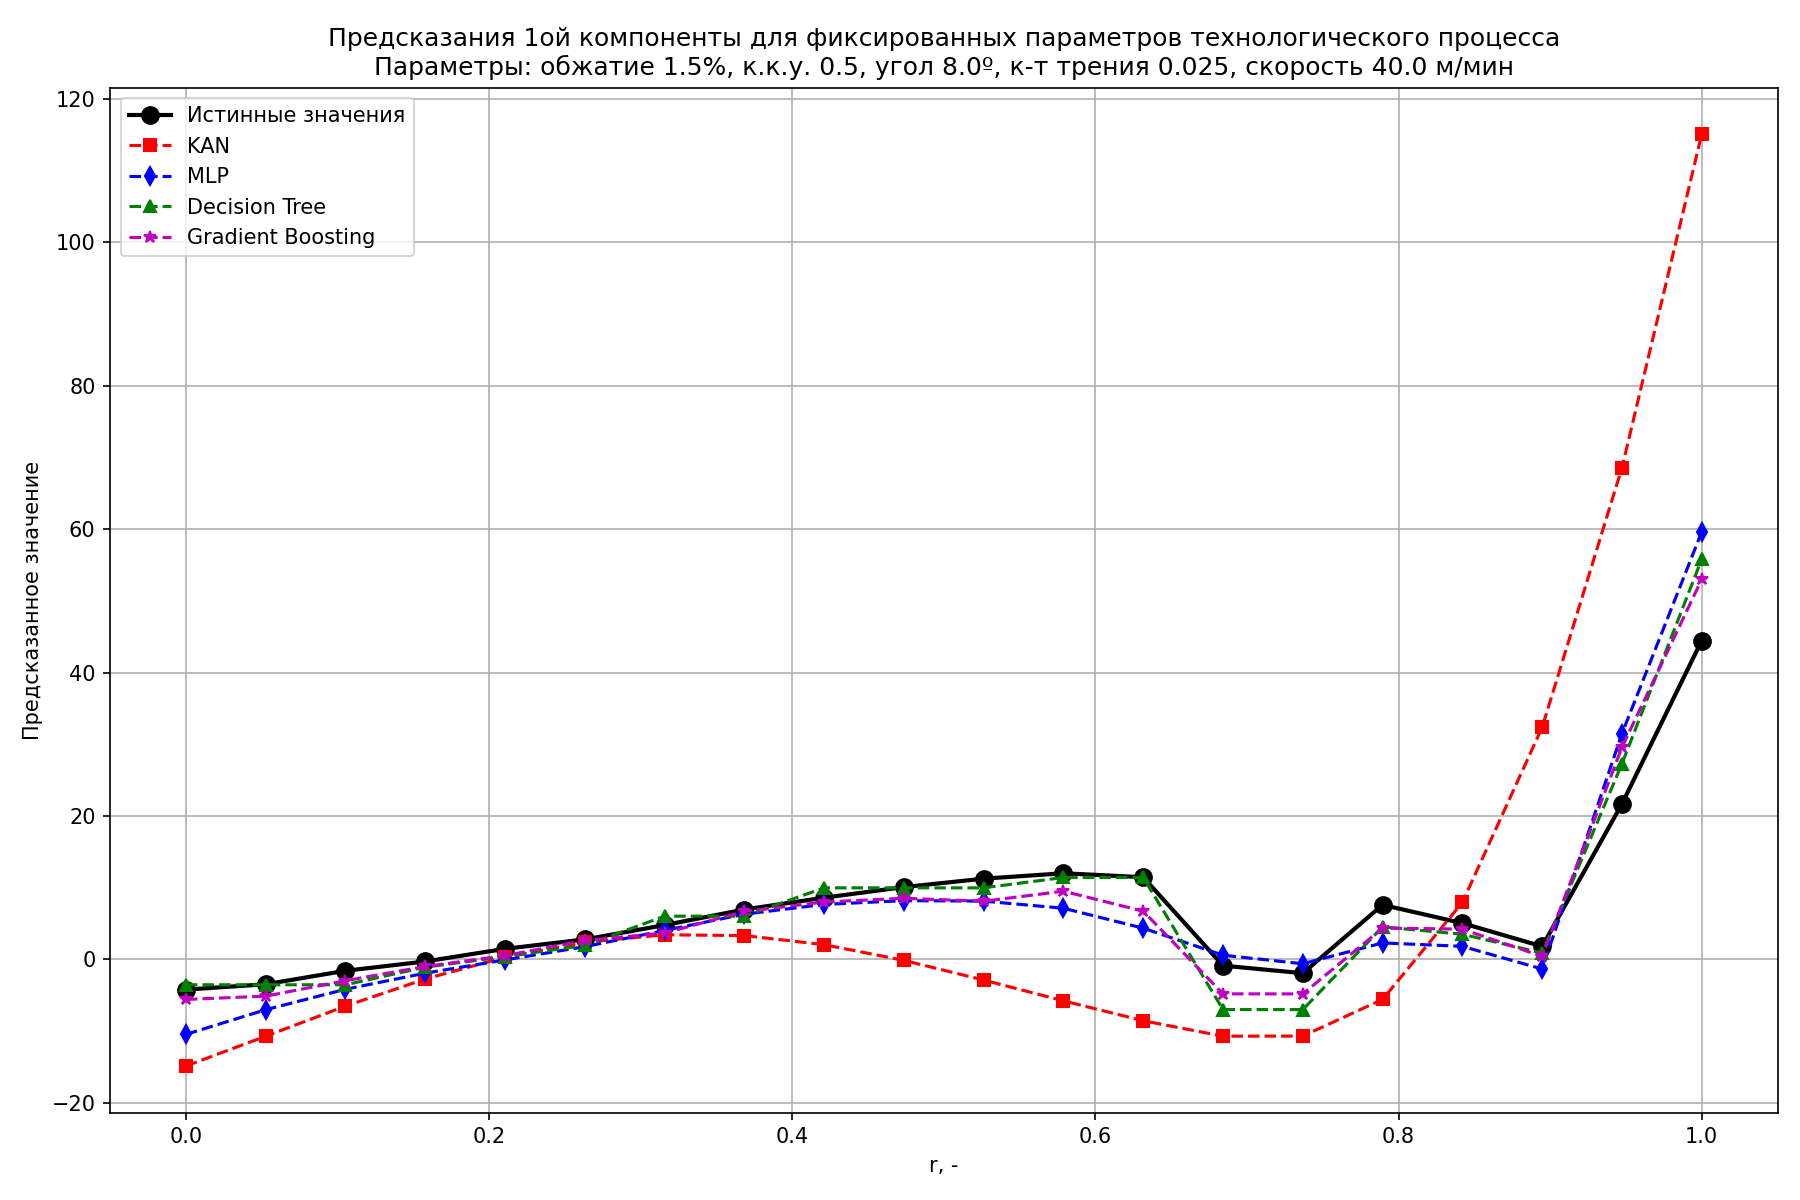 Предсказания 1ой компоненты для фиксированных параметров технологического процесса
Параметры: обжатие 1.5%, к.к.у. 0.5, угол 8.0º, к-т трения 0.025, скорость 40.0 м/мин
Истинные значения
KAN
MLP
Decision Tree
Gradient Boosting
Предсказанное значение
120
100
80
60
40
20
0
−20
0.0
0.2
0.4
0.6
0.8
1.0
r, -